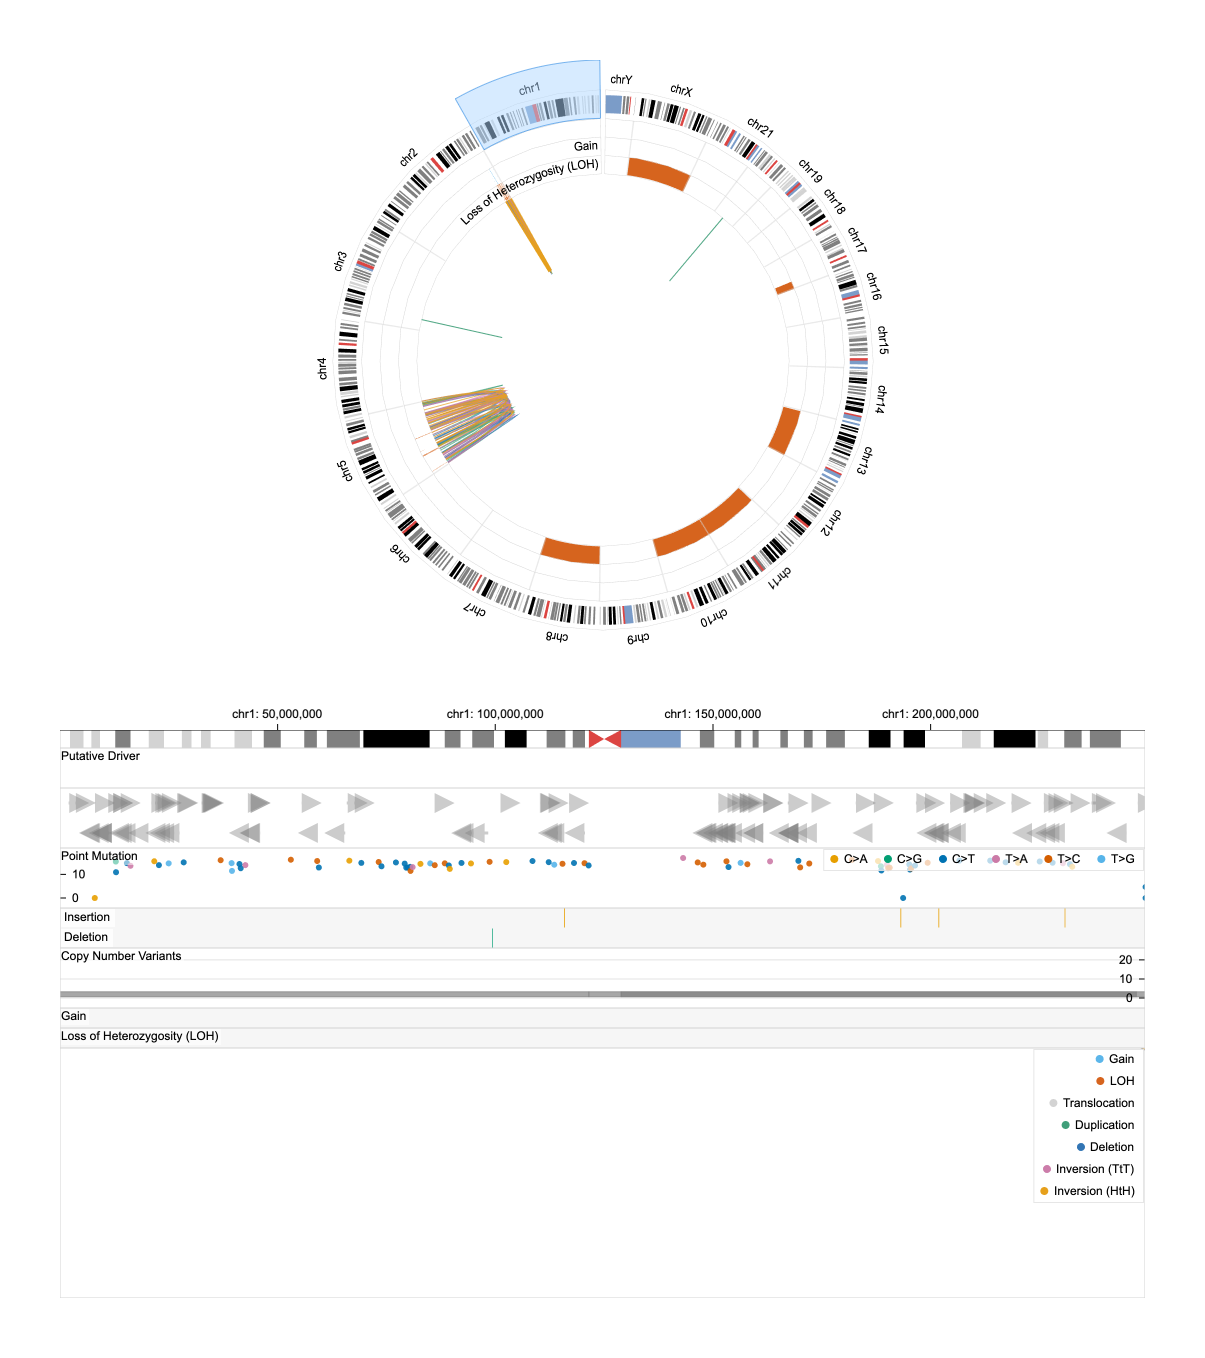 chrY
chr1
chrX
chr21
chr2
Gain
chr19
Loss of Heterozygosity (LOH)
chr18
chr17
chr3
chr16
chr15
chr4
chr14
chr5
chr13
chr12
chr6
chr11
chr7
chr10
chr8
chr9
chr1: 50,000,000 chr1: 100,000,000 chr1: 150,000,000 chr1: 200,000,000
Putative Driver
Point Mutation
C>A C>G C>T T>A T>C T>G
10
0
Insertion
Deletion
Copy Number Variants
20
10
0
Gain
Loss of Heterozygosity (LOH)
Gain
LOH
Translocation
Duplication
Deletion
Inversion (TtT)
Inversion (HtH)